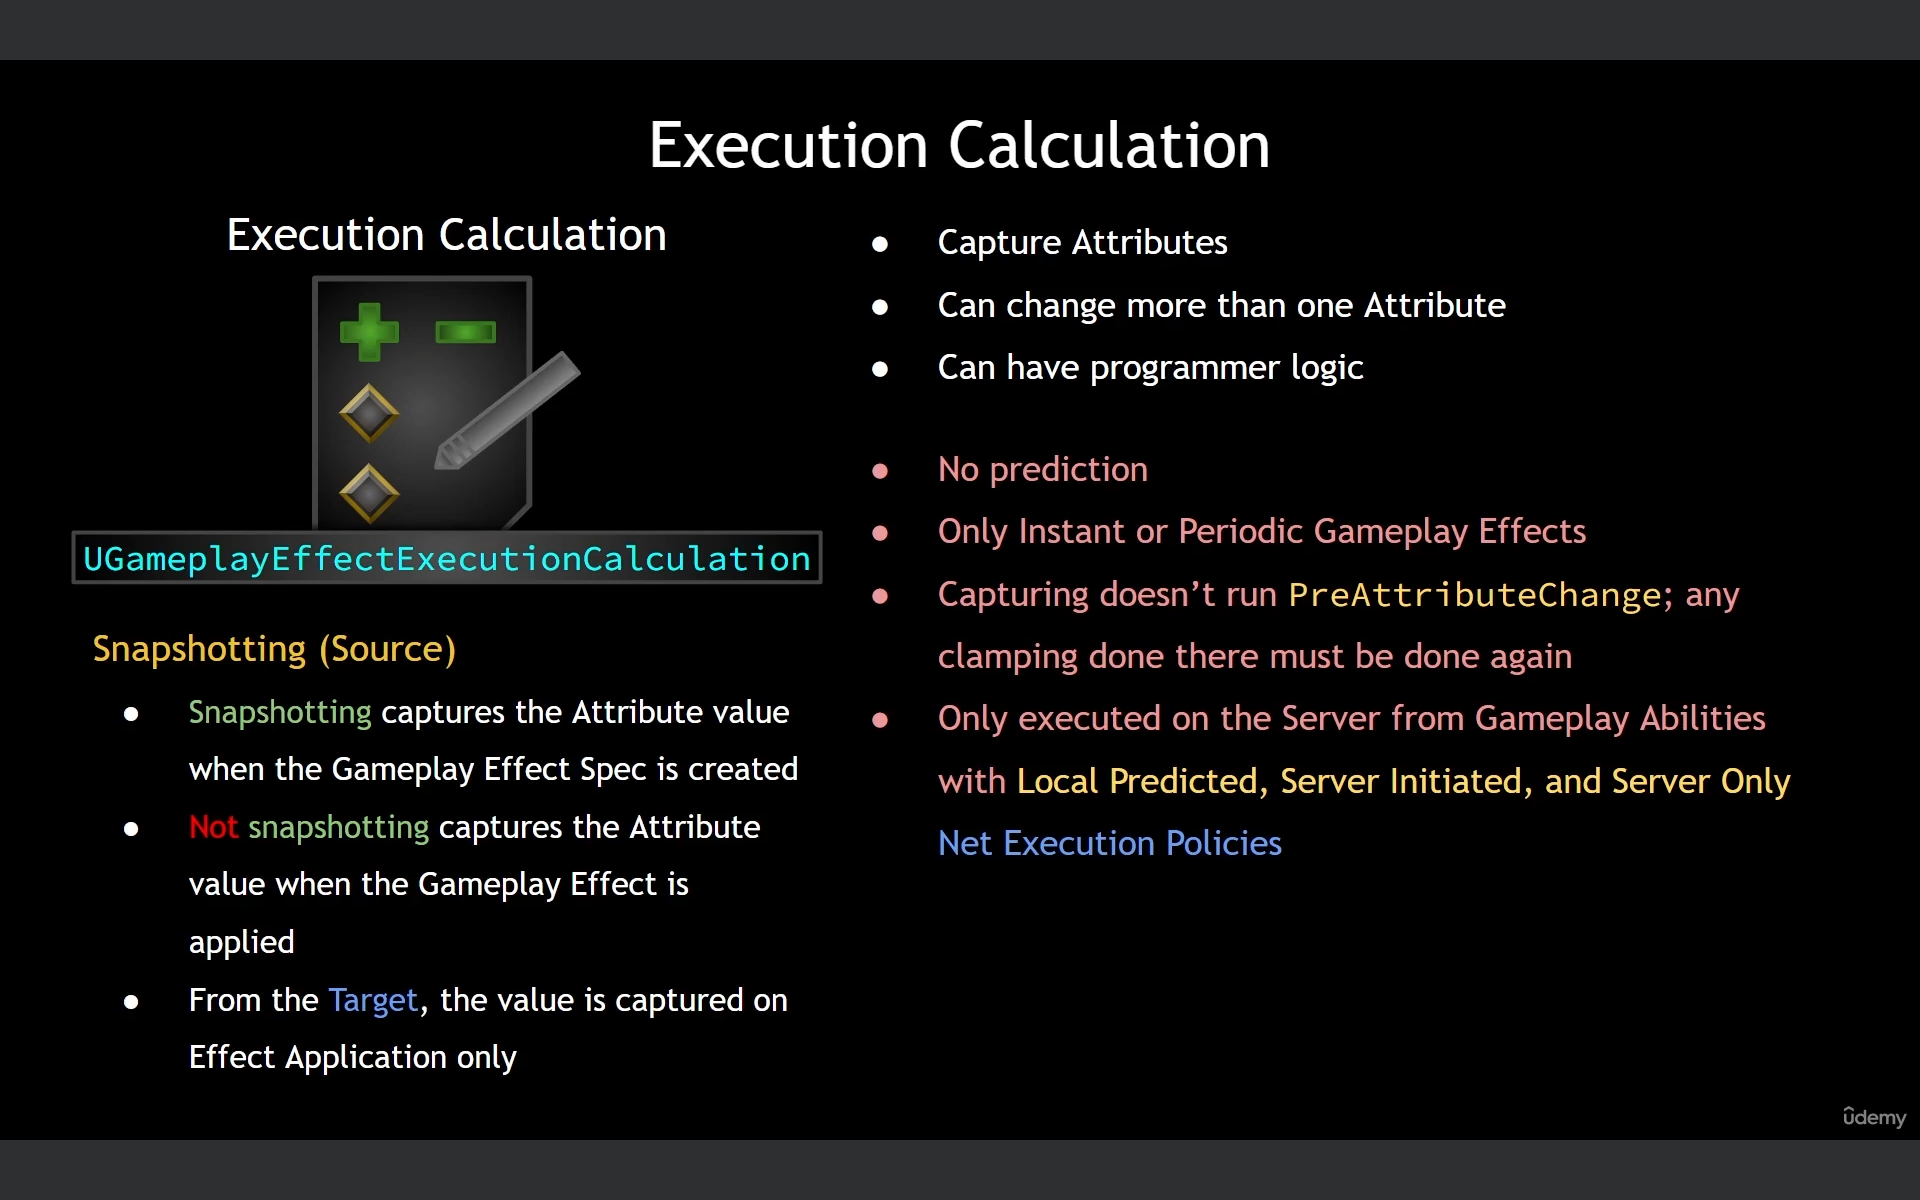 Execution Calculation
Execution Calculation
UGameplayEffectExecutionCalculation
Snapshotting (Source)
● Snapshotting captures the Attribute value
when the Gameplay Effect Spec is created
● Not snapshotting captures the Attribute
value when the Gameplay Effect is
applied
● From the Target, the value is captured on
Effect Application only
● Capture Attributes
● Can change more than one Attribute
● Can have programmer logic
● No prediction
● Only Instant or Periodic Gameplay Effects
● Capturing doesn’t run PreAttributeChange; any
clamping done there must be done again
● Only executed on the Server from Gameplay Abilities
with Local Predicted, Server Initiated, and Server Only
Net Execution Policies
ûdemy